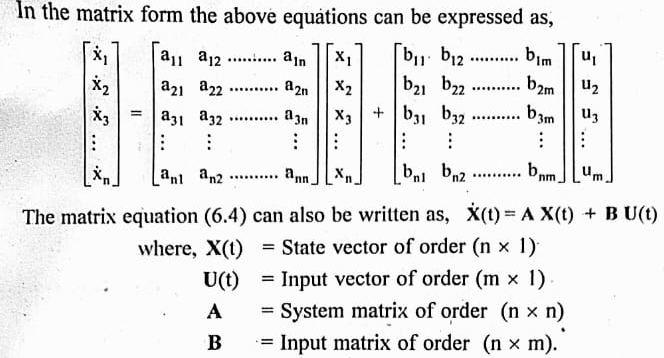 In the matrix form the above equations can be expressed as,
ẋ₁ a₁₁ a₁₂ .......... a₁ₙ x₁ b₁₁ b₁₂ .......... b₁ₘ u₁
ẋ₂ a₂₁ a₂₂ .......... a₂ₙ x₂ b₂₁ b₂₂ .......... b₂ₘ u₂
ẋ₃ = a₃₁ a₃₂ .......... a₃ₙ x₃ + b₃₁ b₃₂ .......... b₃ₘ u₃
⋮ ⋮ ⋮ ⋮ ⋮ ⋮ ⋮ ⋮ ⋮
ẋₙ aₙ₁ aₙ₂ .......... aₙₙ xₙ bₙ₁ bₙ₂ .......... bₙₘ uₘ
The matrix equation (6.4) can also be written as, Ẋ(t) = A X(t) + B U(t)
where, X(t) = State vector of order (n × 1)
U(t) = Input vector of order (m × 1)
A = System matrix of order (n × n)
B = Input matrix of order (n × m).